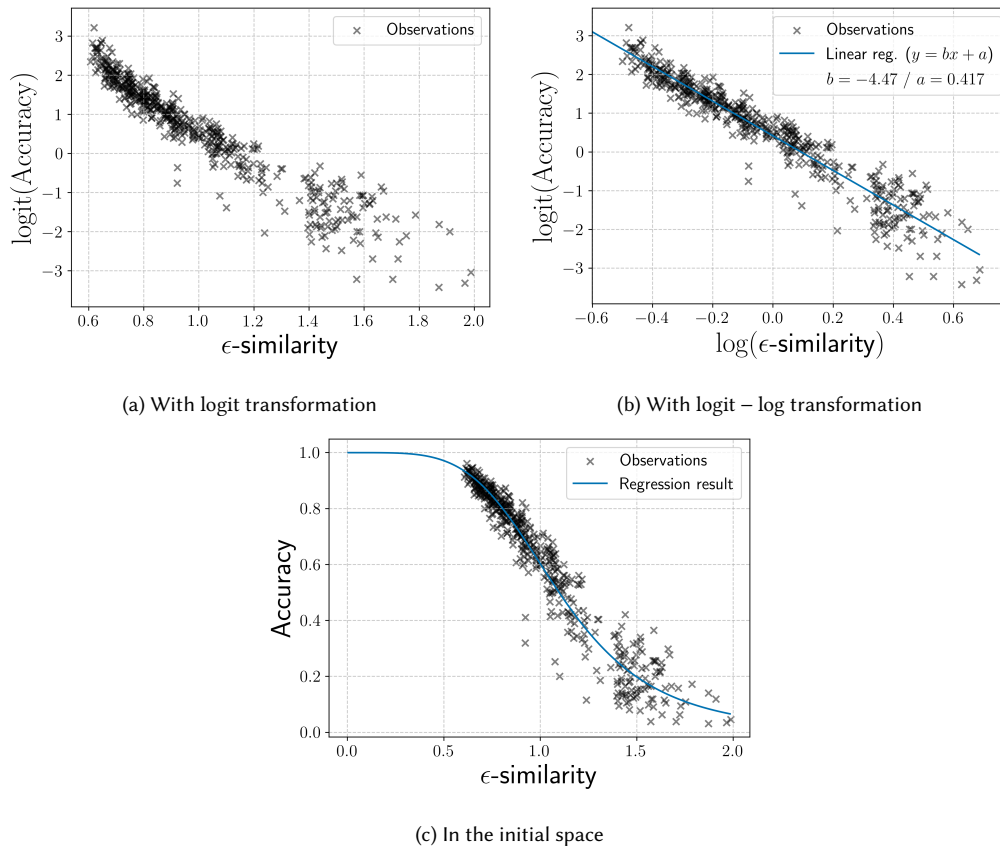 Observations
logit(Accuracy)
3
2
1
0
−1
−2
−3
0.6 0.8 1.0 1.2 1.4 1.6 1.8 2.0
ϵ-similarity
(a) With logit transformation
Observations
Linear reg. (y = bx + a)
b = −4.47 / a = 0.417
logit(Accuracy)
3
2
1
0
−1
−2
−3
−0.6 −0.4 −0.2 0.0 0.2 0.4 0.6
log(ϵ-similarity)
(b) With logit – log transformation
Observations
Regression result
Accuracy
1.0
0.8
0.6
0.4
0.2
0.0
0.0 0.5 1.0 1.5 2.0
ϵ-similarity
(c) In the initial space